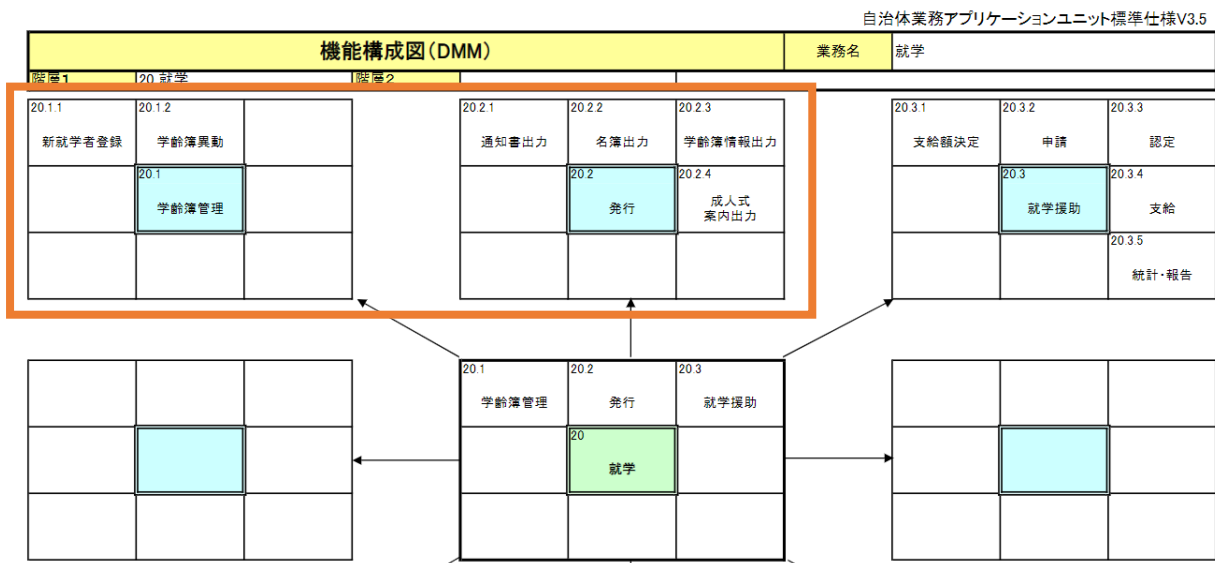 自治体業務アプリケーションユニット標準仕様V3.5
機能構成図(DMM)
業務名
就学
階層1
20.就学
階層2
20.1.1
新就学者登録
20.1.2
学齢簿異動
20.1
学齢簿管理
20.2.1
通知書出力
20.2.2
名簿出力
20.2.3
学齢簿情報出力
20.2
発行
20.2.4
成人式
案内出力
20.3.1
支給額決定
20.3.2
申請
20.3.3
認定
20.3
就学援助
20.3.4
支給
20.3.5
統計・報告
20.1
学齢簿管理
20.2
発行
20.3
就学援助
20
就学